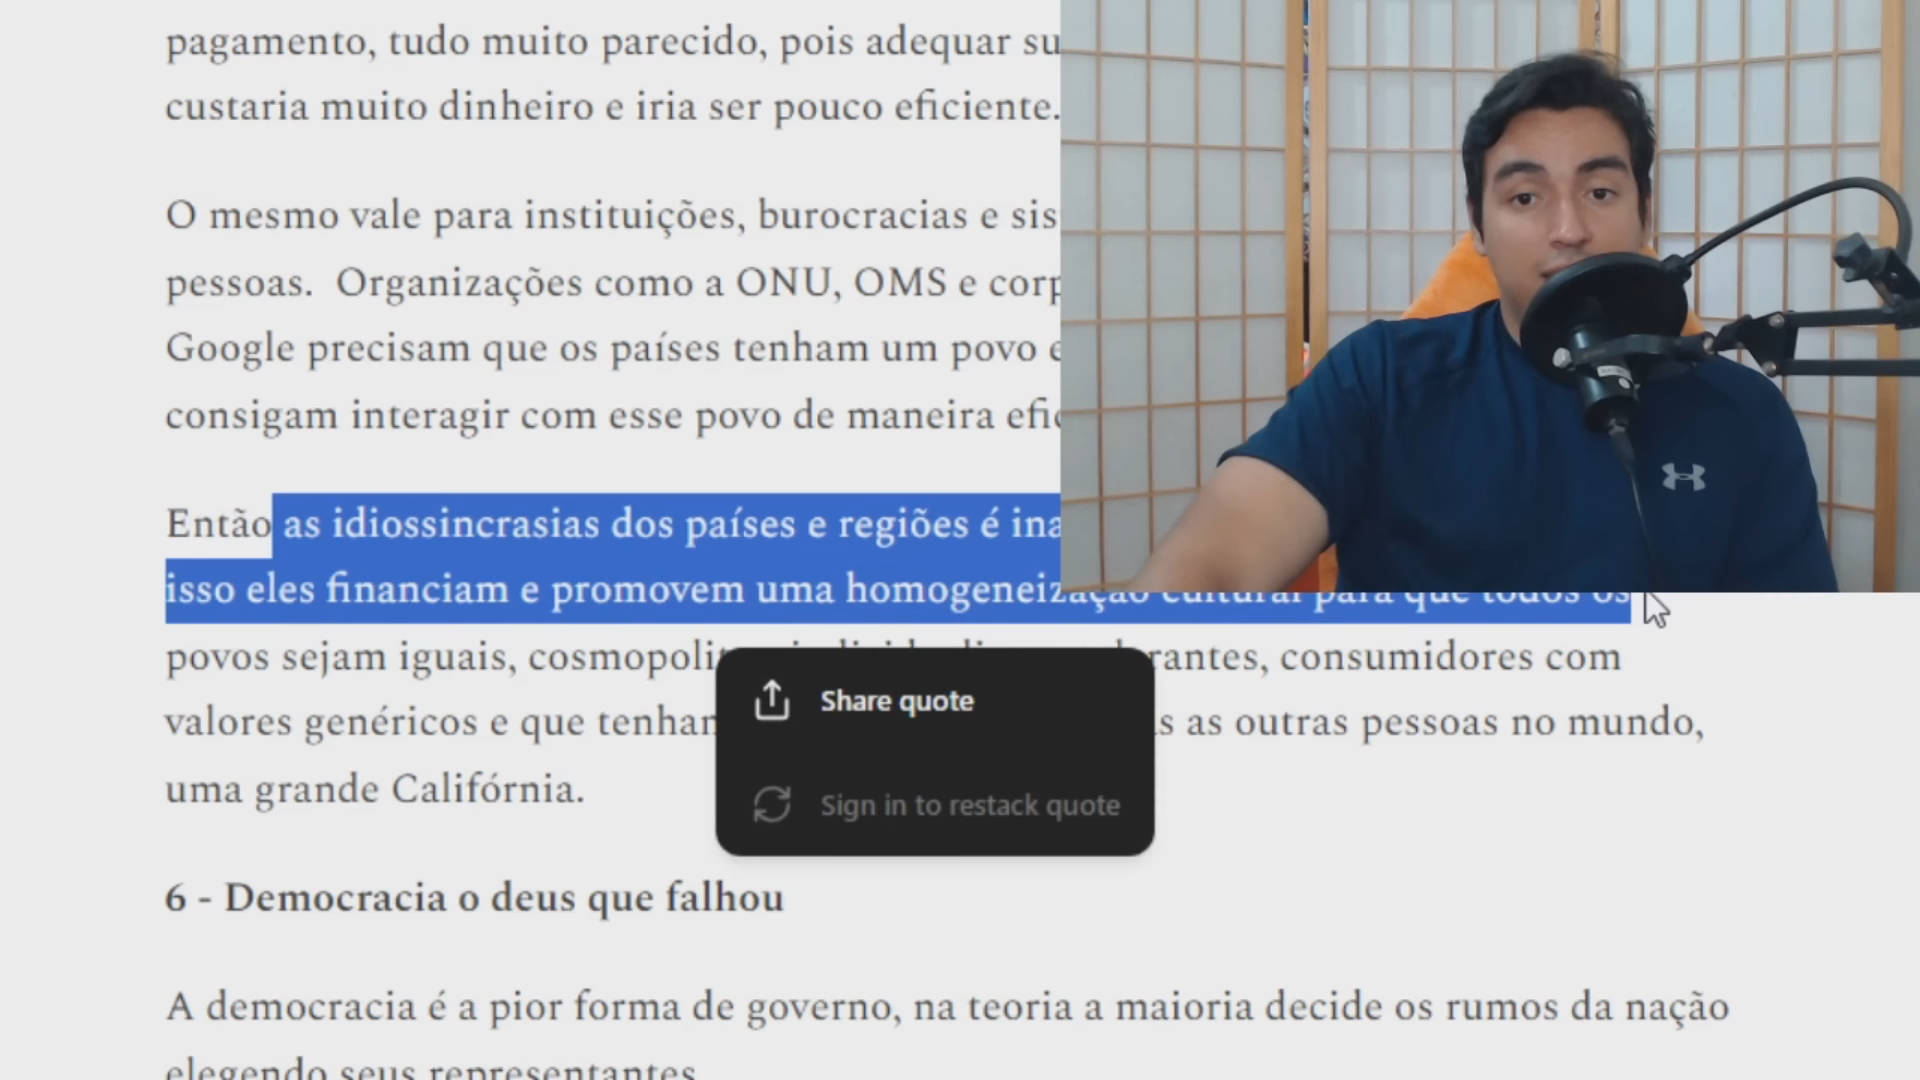 pagamento, tudo muito parecido, pois adequar su
custaria muito dinheiro e iria ser pouco eficiente.
O mesmo vale para instituições, burocracias e sis
pessoas. Organizações como a ONU, OMS e corp
Google precisam que os países tenham um povo e
consigam interagir com esse povo de maneira efic
Então as idiossincrasias dos países e regiões é ina
isso eles financiam e promovem uma homogeneização cultural para que todos os
povos sejam iguais, cosmopolit rantes, consumidores com
valores genéricos e que tenham s as outras pessoas no mundo,
uma grande Califórnia.
Share quote
Sign in to restack quote
6 - Democracia o deus que falhou
A democracia é a pior forma de governo, na teoria a maioria decide os rumos da nação
elegendo seus representantes